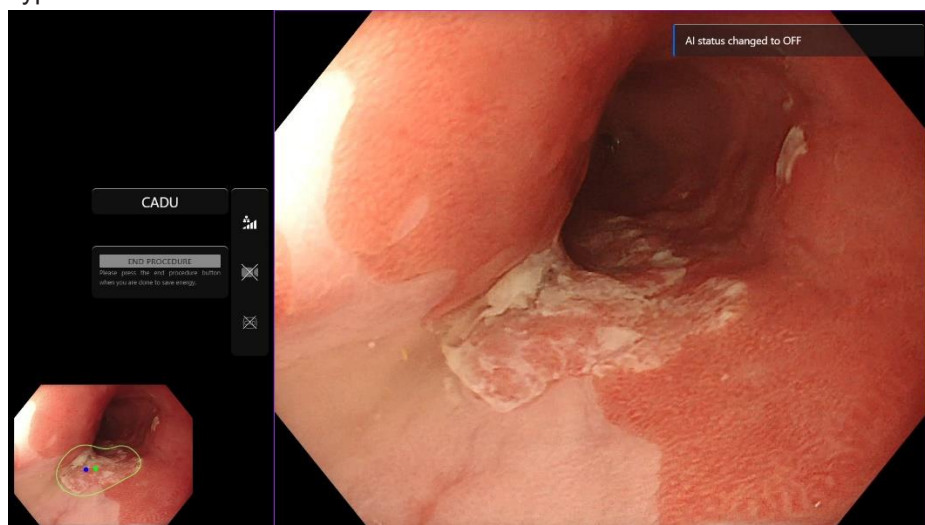 AI status changed to OFF
CADU
END PROCEDURE
Please press the end procedure button
when you are done to save energy.